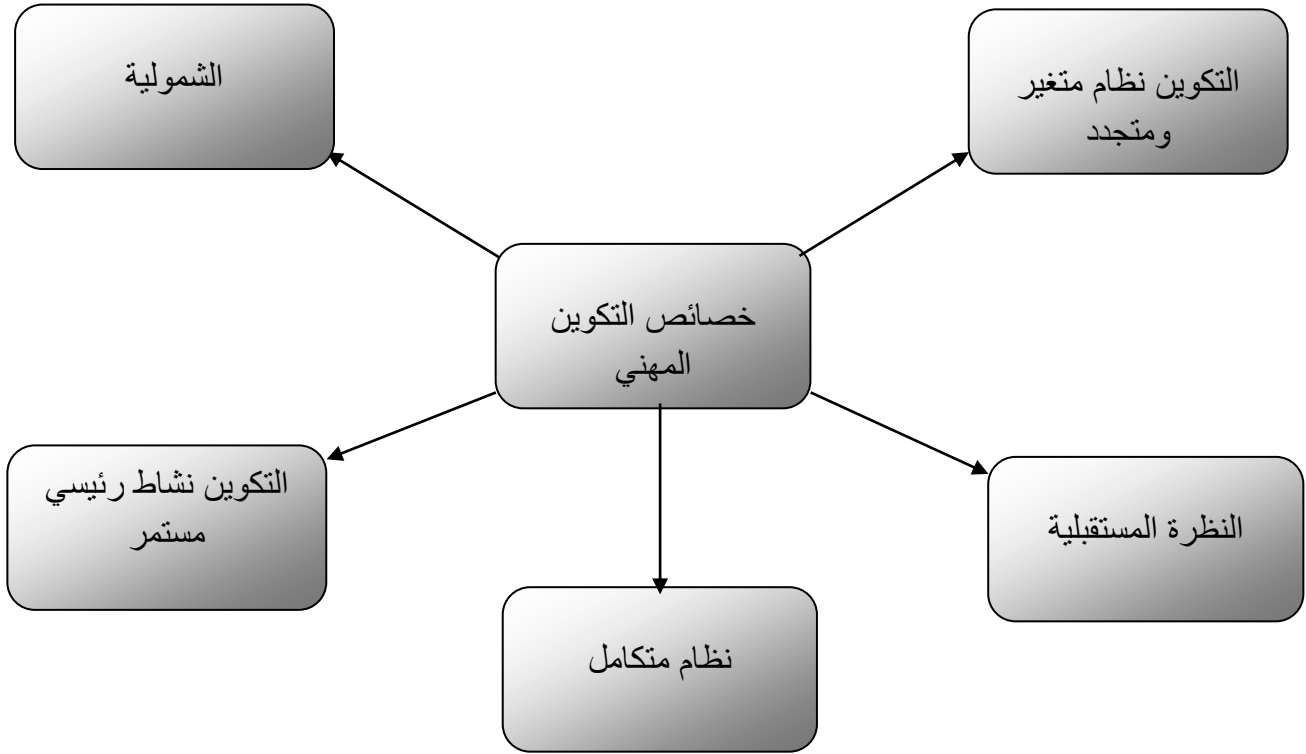 التكوين نظام متغير
ومتجدد
الشمولية
خصائص التكوين
المهني
النظرة المستقبلية
التكوين نشاط رئيسي
مستمر
نظام متكامل